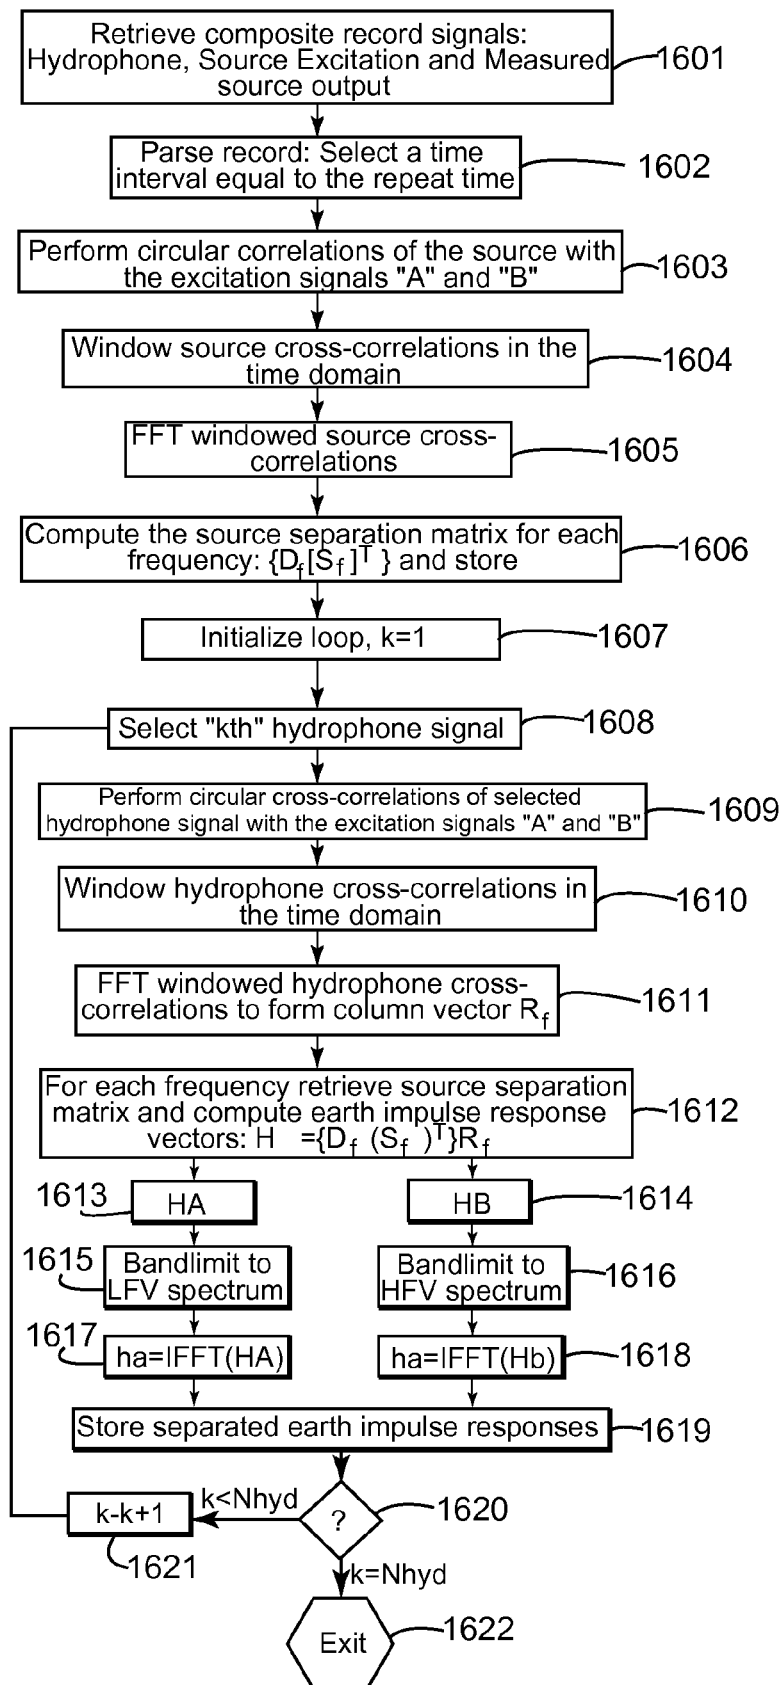 Retrieve composite record signals:
Hydrophone, Source Excitation and Measured
source output
1601
Parse record: Select a time
interval equal to the repeat time
1602
Perform circular correlations of the source with
the excitation signals "A" and "B"
1603
Window source cross-correlations in the
time domain
1604
FFT windowed source cross-
correlations
1605
Compute the source separation matrix for each
frequency: {D_f[S_f]^T } and store
1606
Initialize loop, k=1
1607
Select "kth" hydrophone signal
1608
Perform circular cross-correlations of selected
hydrophone signal with the excitation signals "A" and "B"
1609
Window hydrophone cross-correlations in
the time domain
1610
FFT windowed hydrophone cross-
correlations to form column vector R_f
1611
For each frequency retrieve source separation
matrix and compute earth impulse response
vectors: H ={D_f (S_f )^T}R_f
1612
1613
HA
HB
1614
1615
Bandlimit to
LFV spectrum
Bandlimit to
HFV spectrum
1616
1617
ha=IFFT(HA)
ha=IFFT(Hb)
1618
Store separated earth impulse responses
1619
k<Nhyd
?
1620
k-k+1
1621
k=Nhyd
Exit
1622